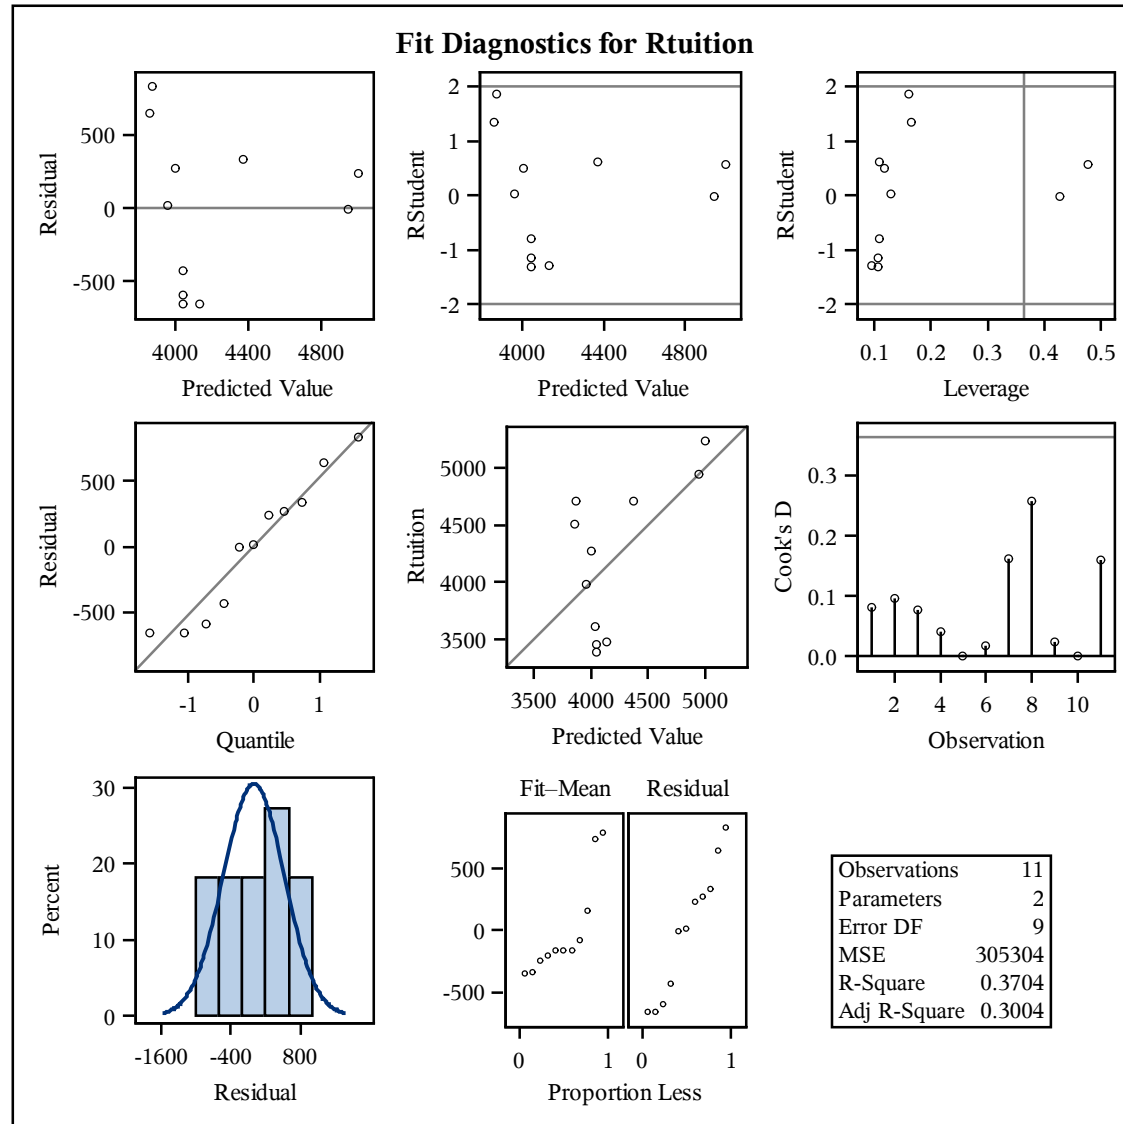 Fit Diagnostics for Rtuition
Residual
500
0
-500
4000 4400 4800
Predicted Value
RStudent
2
1
0
-1
-2
4000 4400 4800
Predicted Value
RStudent
2
1
0
-1
-2
0.1 0.2 0.3 0.4 0.5
Leverage
Residual
500
0
-500
-1 0 1
Quantile
Rtuition
5000
4500
4000
3500
3500 4000 4500 5000
Predicted Value
Cook's D
0.3
0.2
0.1
0.0
2 4 6 8 10
Observation
Percent
30
20
10
0
-1600 -400 800
Residual
Fit–Mean Residual
500
0
-500
0 1 0 1
Proportion Less
Observations 11
Parameters 2
Error DF 9
MSE 305304
R-Square 0.3704
Adj R-Square 0.3004